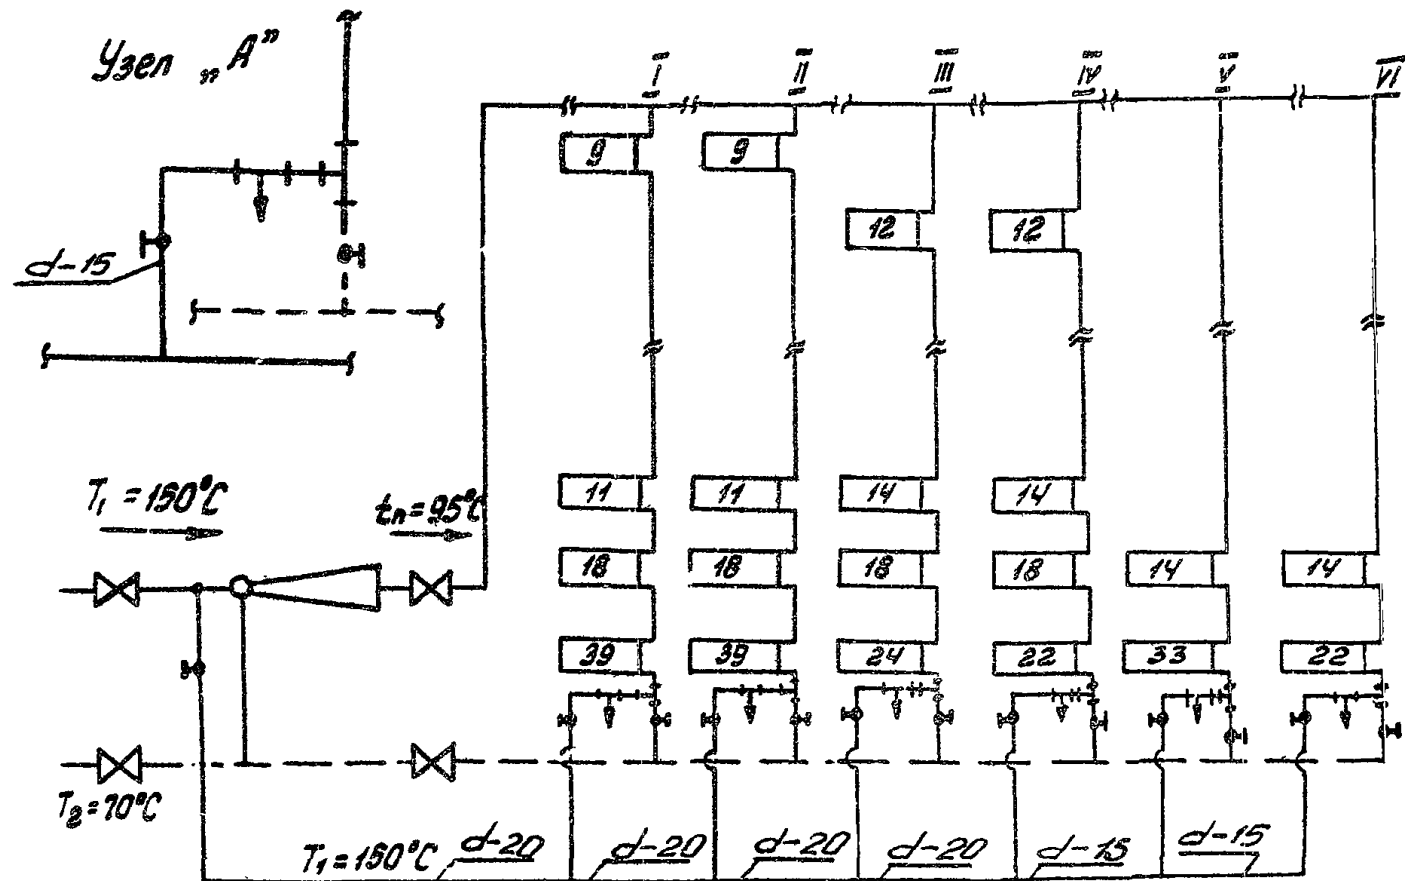 Узел „А”
I II III IV V VI
9 9
12 12
d-15
T₁ = 150°C
tп = 95°C
11 11 14 14
18 18 18 18 14 14
39 39 24 22 33 22
T₂ = 70°C
T₁ = 150°C
d-20 d-20 d-20 d-20 d-15 d-15